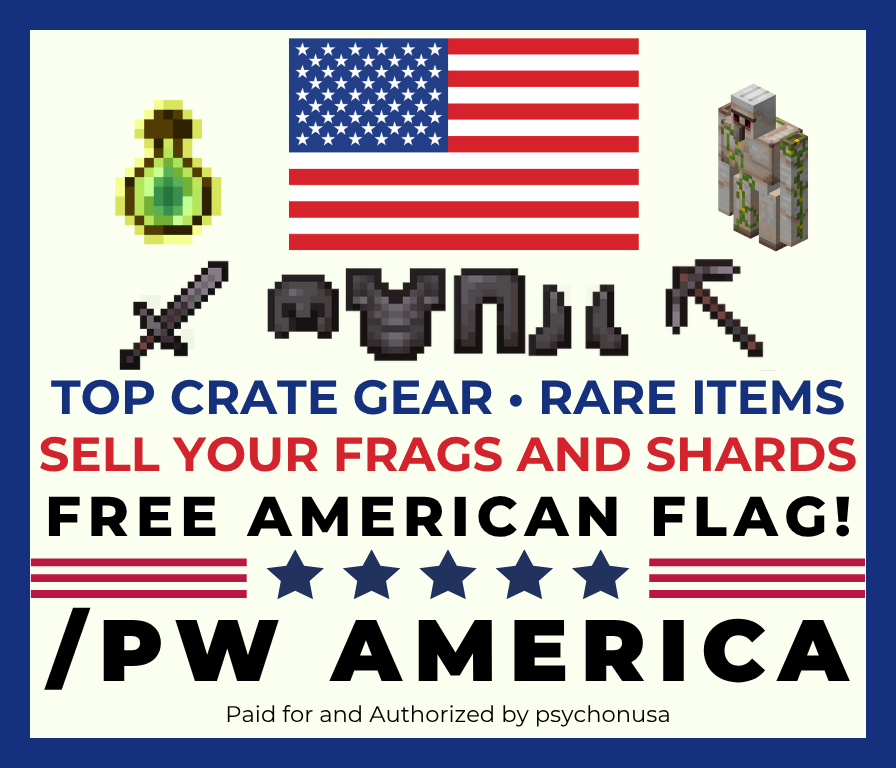 TOP CRATE GEAR • RARE ITEMS
SELL YOUR FRAGS AND SHARDS
FREE AMERICAN FLAG!
/PW AMERICA
Paid for and Authorized by psychonusa